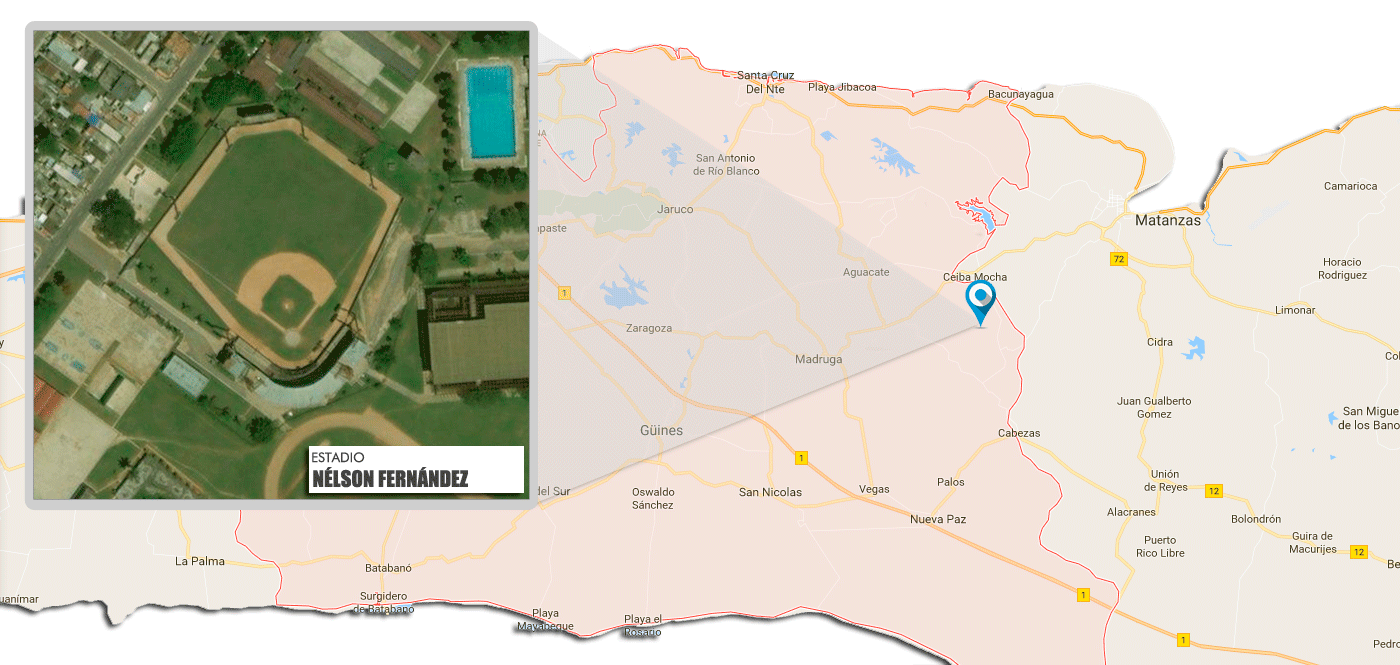 ESTADIO
NÉLSON FERNÁNDEZ
Santa Cruz
Del Nte
Playa Jibacoa
Bacunayagua
NA
San Antonio
de Río Blanco
Camarioca
Jaruco
Matanzas
apaste
72
Aguacate
Ceiba Mocha
Horacio
Rodriguez
1
Limonar
Zaragoza
Cidra
Madruga
Juan Gualberto
Gomez
San Migue
de los Bano
Güines
Cabezas
1
Unión
de Reyes
del Sur
Oswaldo
Sánchez
San Nicolas
Vegas
Palos
12
Nueva Paz
Alacranes
Bolondrón
Puerto
Rico Libre
Guira de
Macurijes
12
La Palma
Batabanó
Be
Surgidero
de Batabanó
1
uanímar
Playa
Mayabeque
Playa el
Rosario
1
Pedro